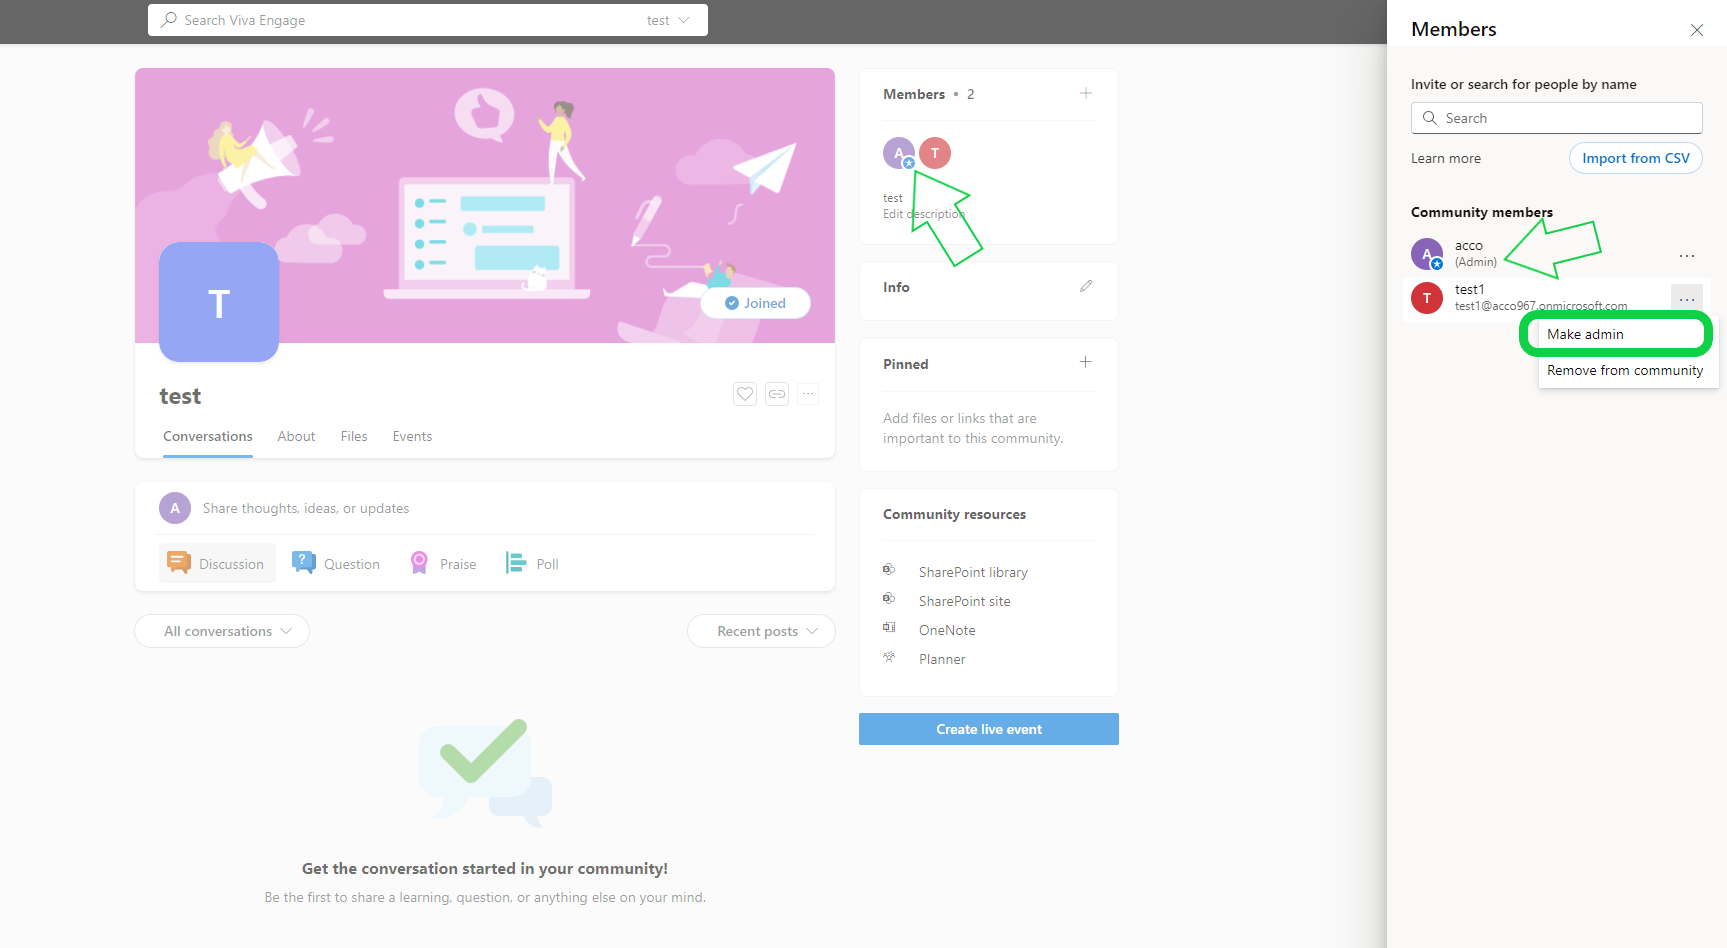 Search Viva Engage
test
Members
Invite or search for people by name
Search
Learn more
Import from CSV
Community members
A
acco
(Admin)
T
test1
test1@acco967.onmicrosoft.com
Make admin
Remove from community
T
Joined
test
Conversations
About
Files
Events
A
Share thoughts, ideas, or updates
Discussion
?
Question
Praise
Poll
All conversations
Recent posts
Get the conversation started in your community!
Be the first to share a learning, question, or anything else on your mind.
Members • 2
A
T
test
Edit description
Info
Pinned
Add files or links that are
important to this community.
Community resources
SharePoint library
SharePoint site
OneNote
Planner
Create live event